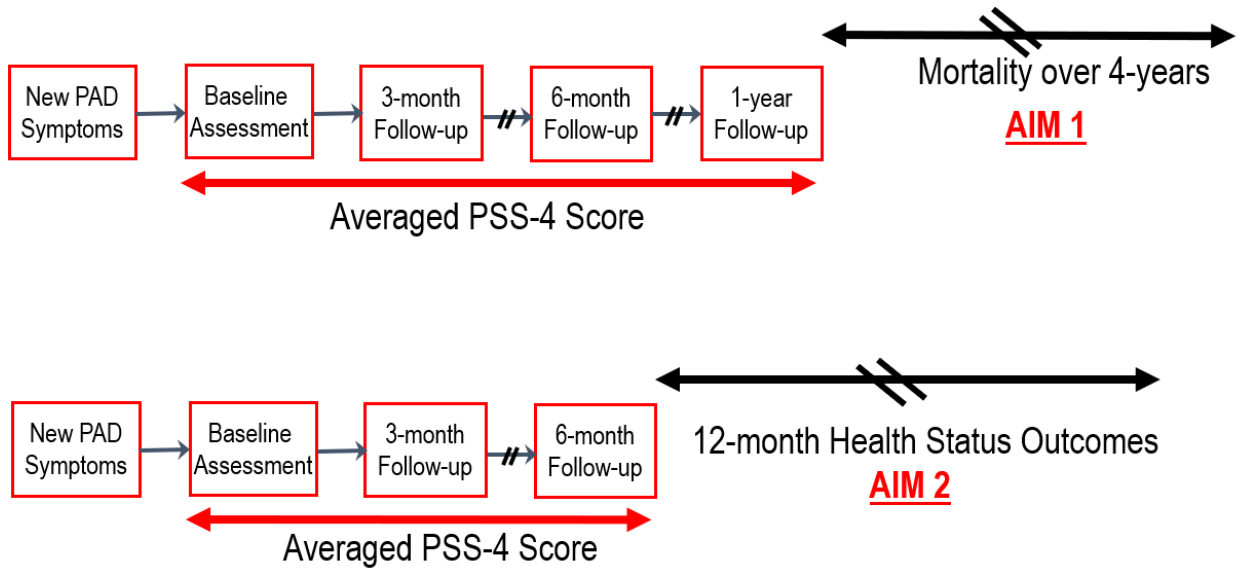 New PAD
Symptoms
Baseline
Assessment
3-month
Follow-up
6-month
Follow-up
1-year
Follow-up
Mortality over 4-years
AIM 1
Averaged PSS-4 Score
New PAD
Symptoms
Baseline
Assessment
3-month
Follow-up
6-month
Follow-up
12-month Health Status Outcomes
AIM 2
Averaged PSS-4 Score